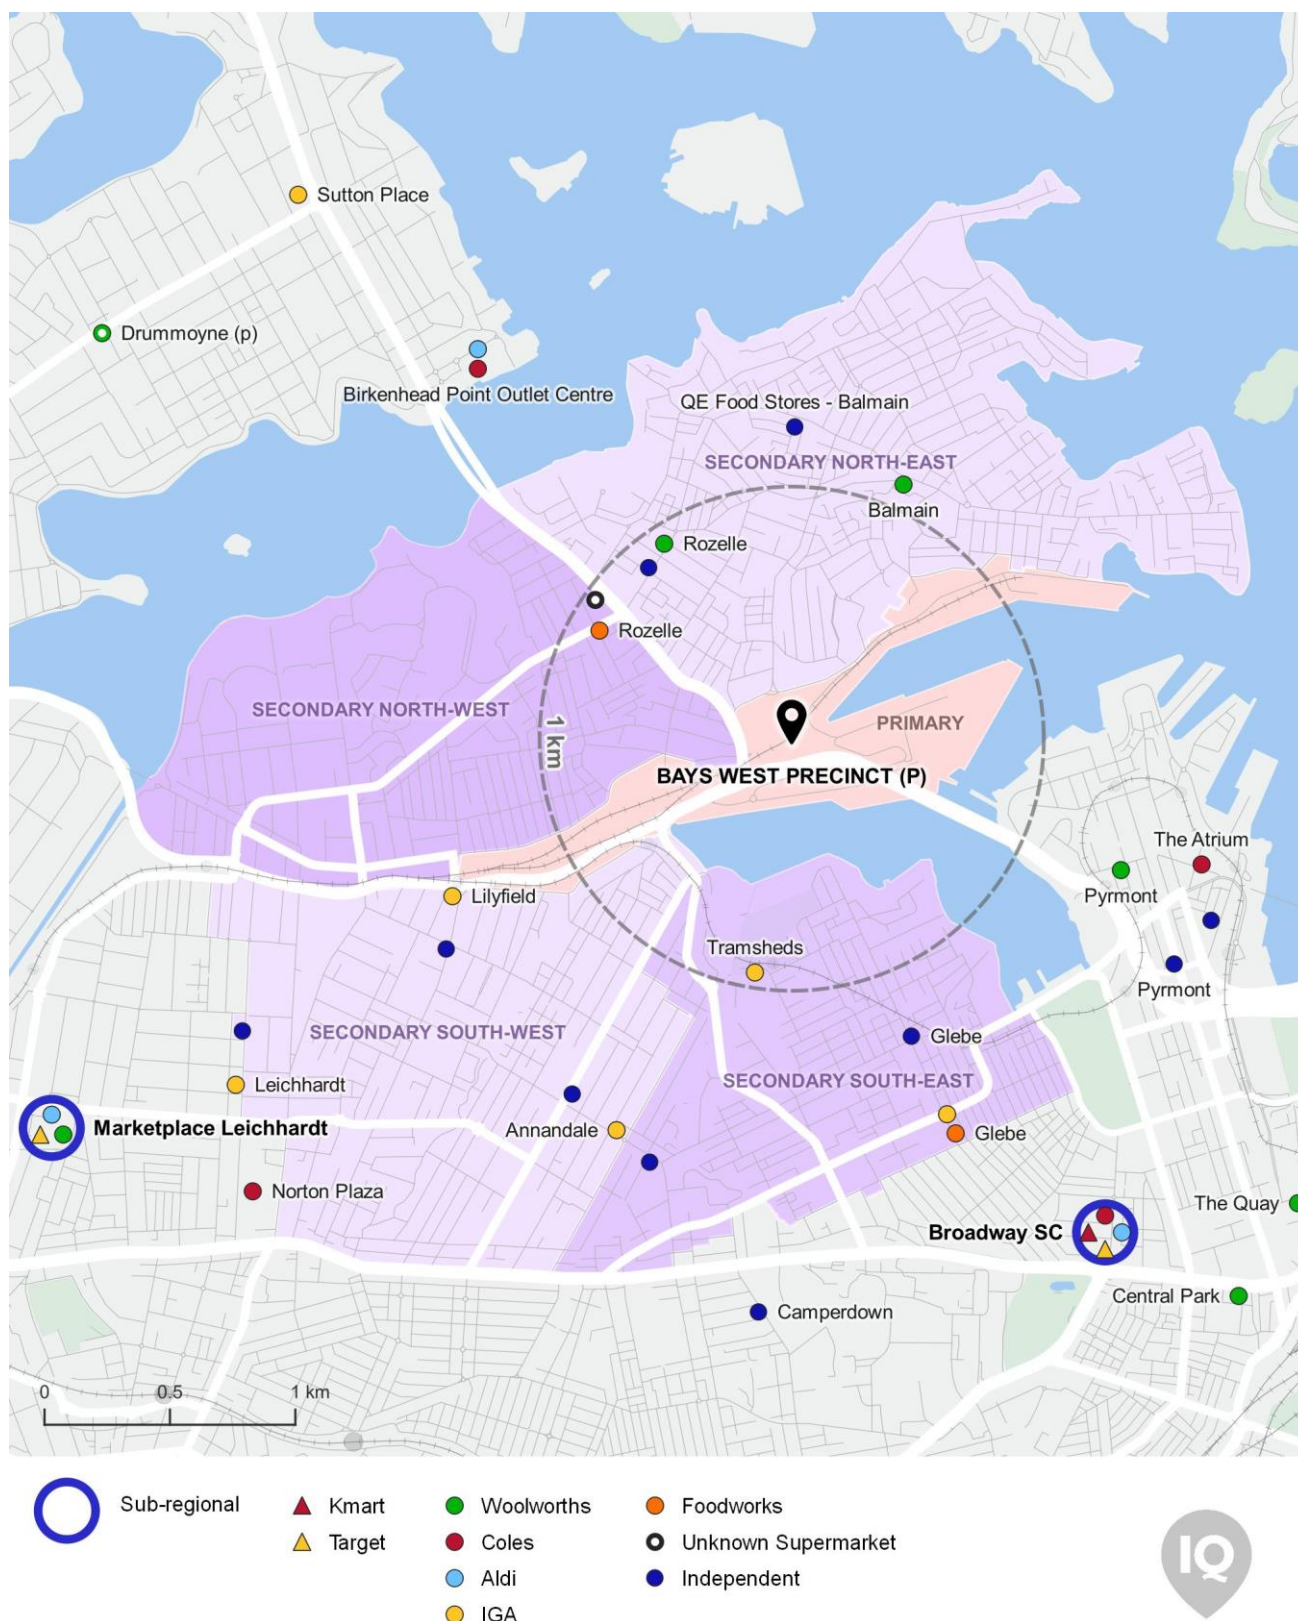 Sutton Place
Drummoyne (p)
Birkenhead Point Outlet Centre
QE Food Stores - Balmain
SECONDARY NORTH-EAST
Balmain
Rozelle
Rozelle
SECONDARY NORTH-WEST
1 km
PRIMARY
BAYS WEST PRECINCT (P)
The Atrium
Pyrmont
Lilyfield
Tramsheds
Pyrmont
SECONDARY SOUTH-WEST
Glebe
Leichhardt
SECONDARY SOUTH-EAST
Marketplace Leichhardt
Annandale
Glebe
Norton Plaza
The Quay
Broadway SC
Central Park
Camperdown
0 0.5 1 km
Sub-regional
Kmart
Target
Woolworths
Coles
Aldi
IGA
Foodworks
Unknown Supermarket
Independent
IQ